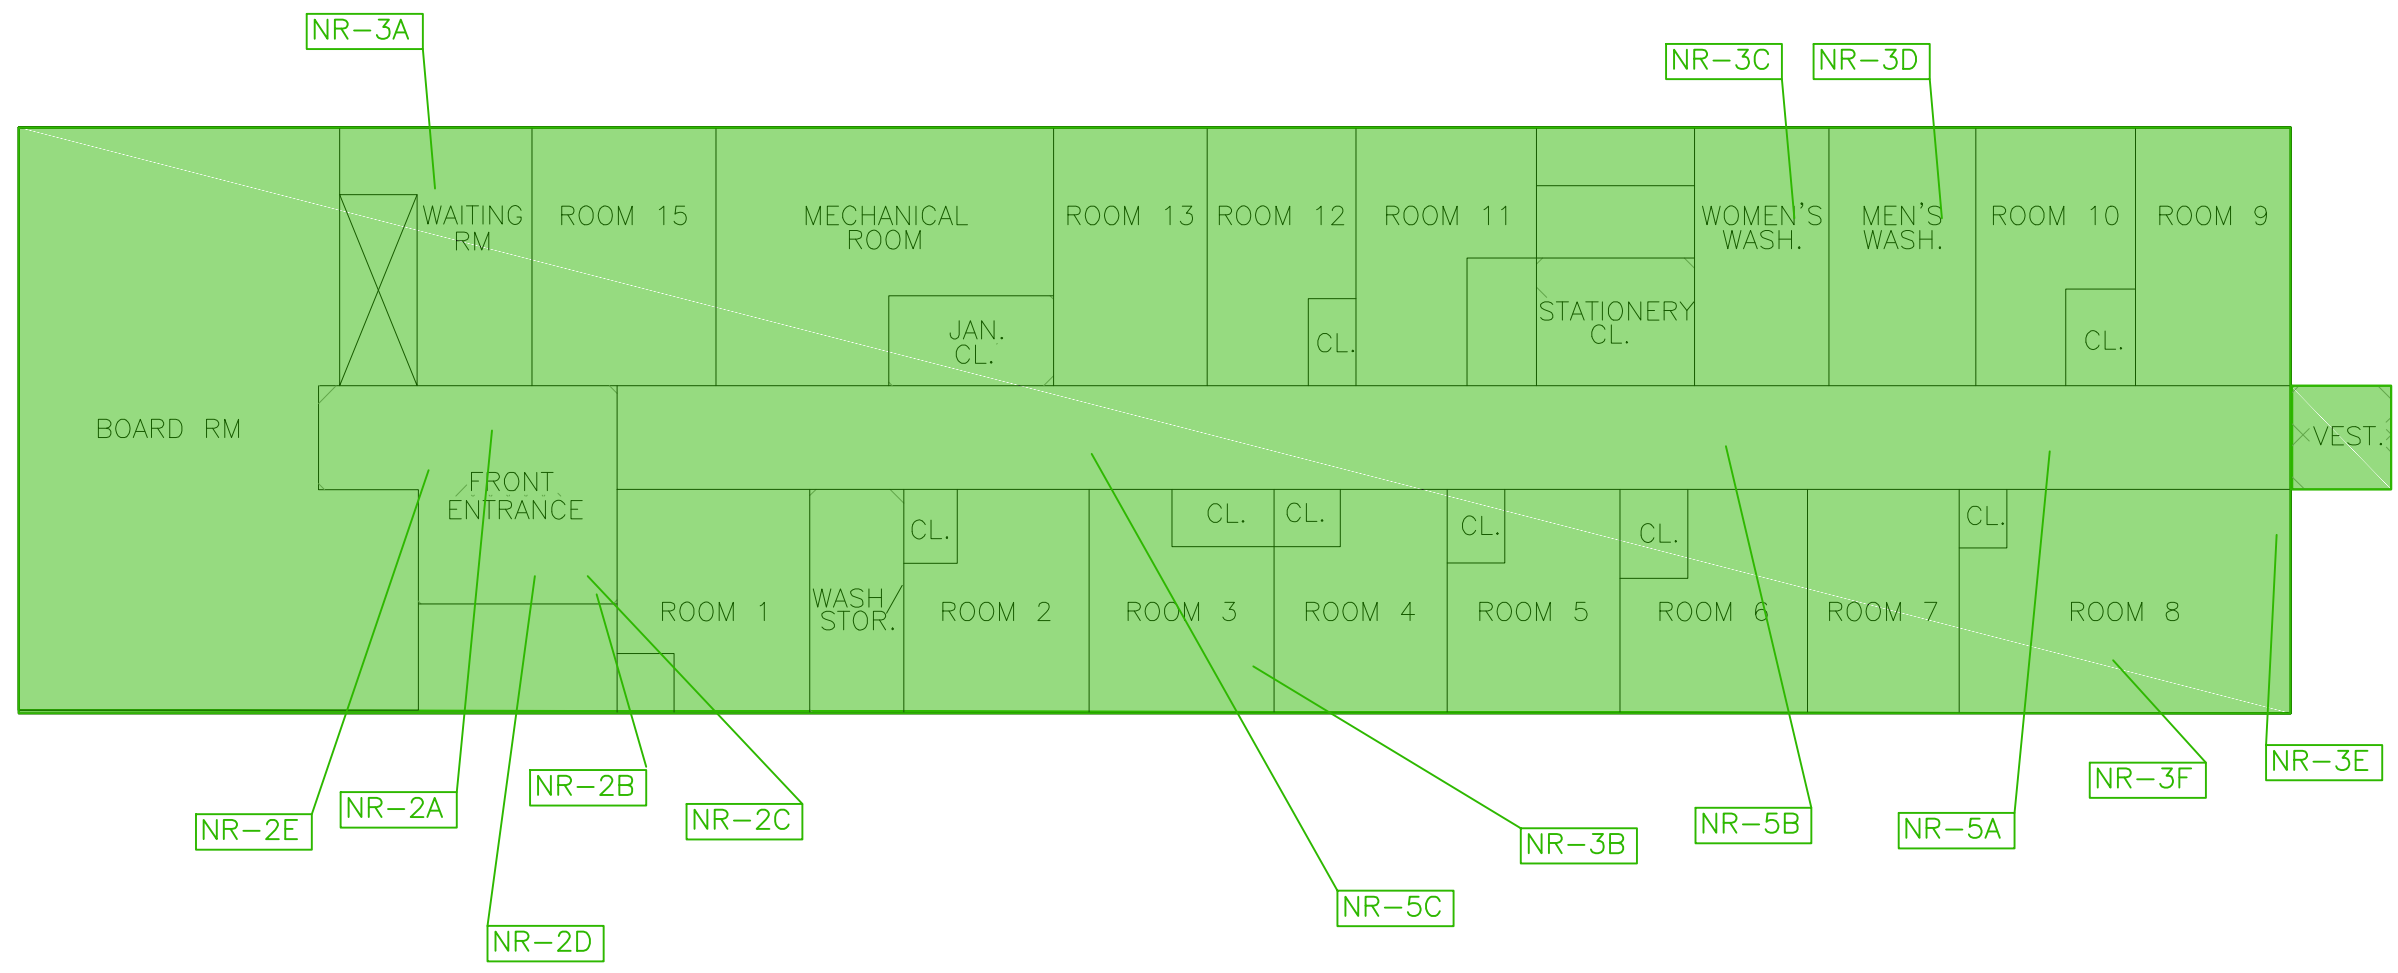 NR-3A
NR-3C
NR-3D
WAITING
RM
ROOM 15
MECHANICAL
ROOM
ROOM 13
ROOM 12
ROOM 11
WOMEN'S
WASH.
MEN'S
WASH.
ROOM 10
ROOM 9
JAN.
CL.
CL.
STATIONERY
CL.
CL.
BOARD RM
FRONT
ENTRANCE
VEST.
CL.
CL.
CL.
CL.
CL.
CL.
ROOM 1
WASH/
STOR.
ROOM 2
ROOM 3
ROOM 4
ROOM 5
ROOM 6
ROOM 7
ROOM 8
NR-2E
NR-2A
NR-2D
NR-2B
NR-2C
NR-5C
NR-3B
NR-5B
NR-5A
NR-3F
NR-3E